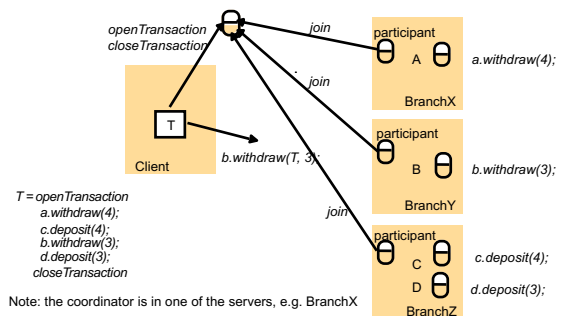 openTransaction
closeTransaction
join
participant
A
a.withdraw(4);
BranchX
join
T
Client
b.withdraw(T, 3);
participant
B
b.withdraw(3);
BranchY
join
participant
C
c.deposit(4);
D
d.deposit(3);
BranchZ
T = openTransaction
a.withdraw(4);
c.deposit(4);
b.withdraw(3);
d.deposit(3);
closeTransaction
Note: the coordinator is in one of the servers, e.g. BranchX